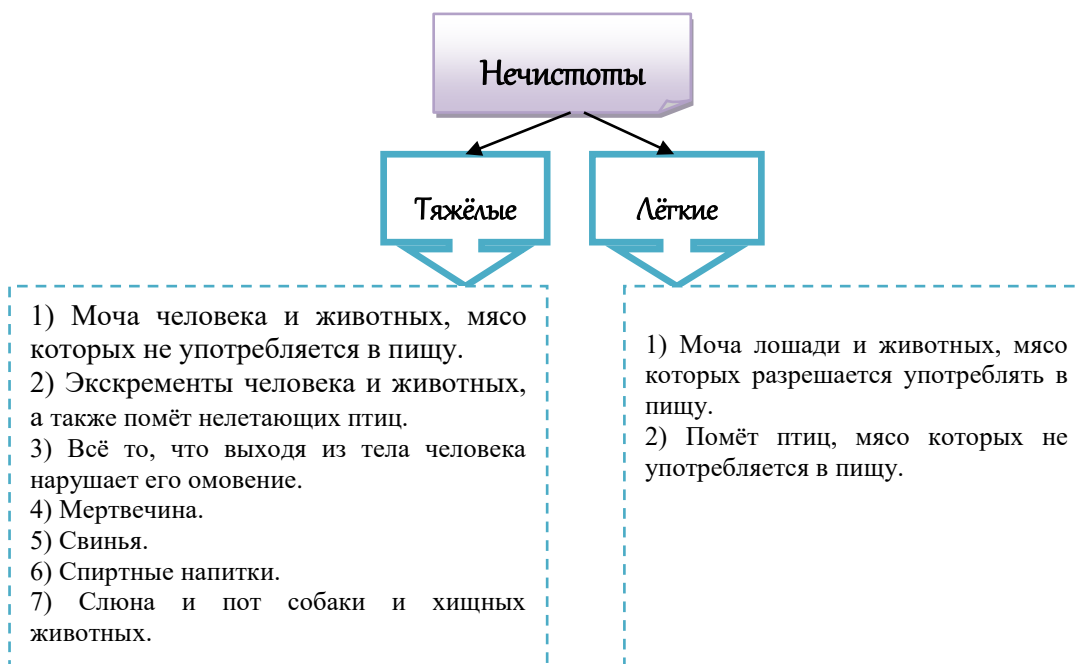 Нечистоты
Тяжёлые
Лёгкие
1) Моча человека и животных, мясо
которых не употребляется в пищу.
2) Экскременты человека и животных,
а также помёт нелетающих птиц.
3) Всё то, что выходя из тела человека
нарушает его омовение.
4) Мертвечина.
5) Свинья.
6) Спиртные напитки.
7) Слюна и пот собаки и хищных
животных.
1) Моча лошади и животных, мясо
которых разрешается употреблять в
пищу.
2) Помёт птиц, мясо которых не
употребляется в пищу.